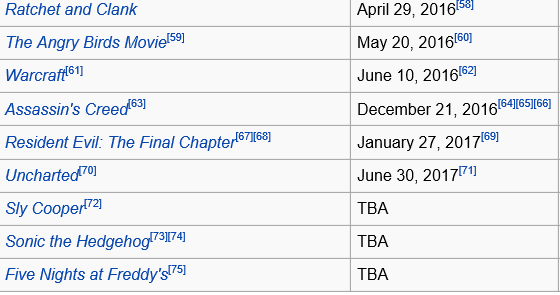 Ratchet and Clank April 29, 2016[58]
The Angry Birds Movie[59] May 20, 2016[60]
Warcraft[61] June 10, 2016[62]
Assassin's Creed[63] December 21, 2016[64][65][66]
Resident Evil: The Final Chapter[67][68] January 27, 2017[69]
Uncharted[70] June 30, 2017[71]
Sly Cooper[72] TBA
Sonic the Hedgehog[73][74] TBA
Five Nights at Freddy's[75] TBA